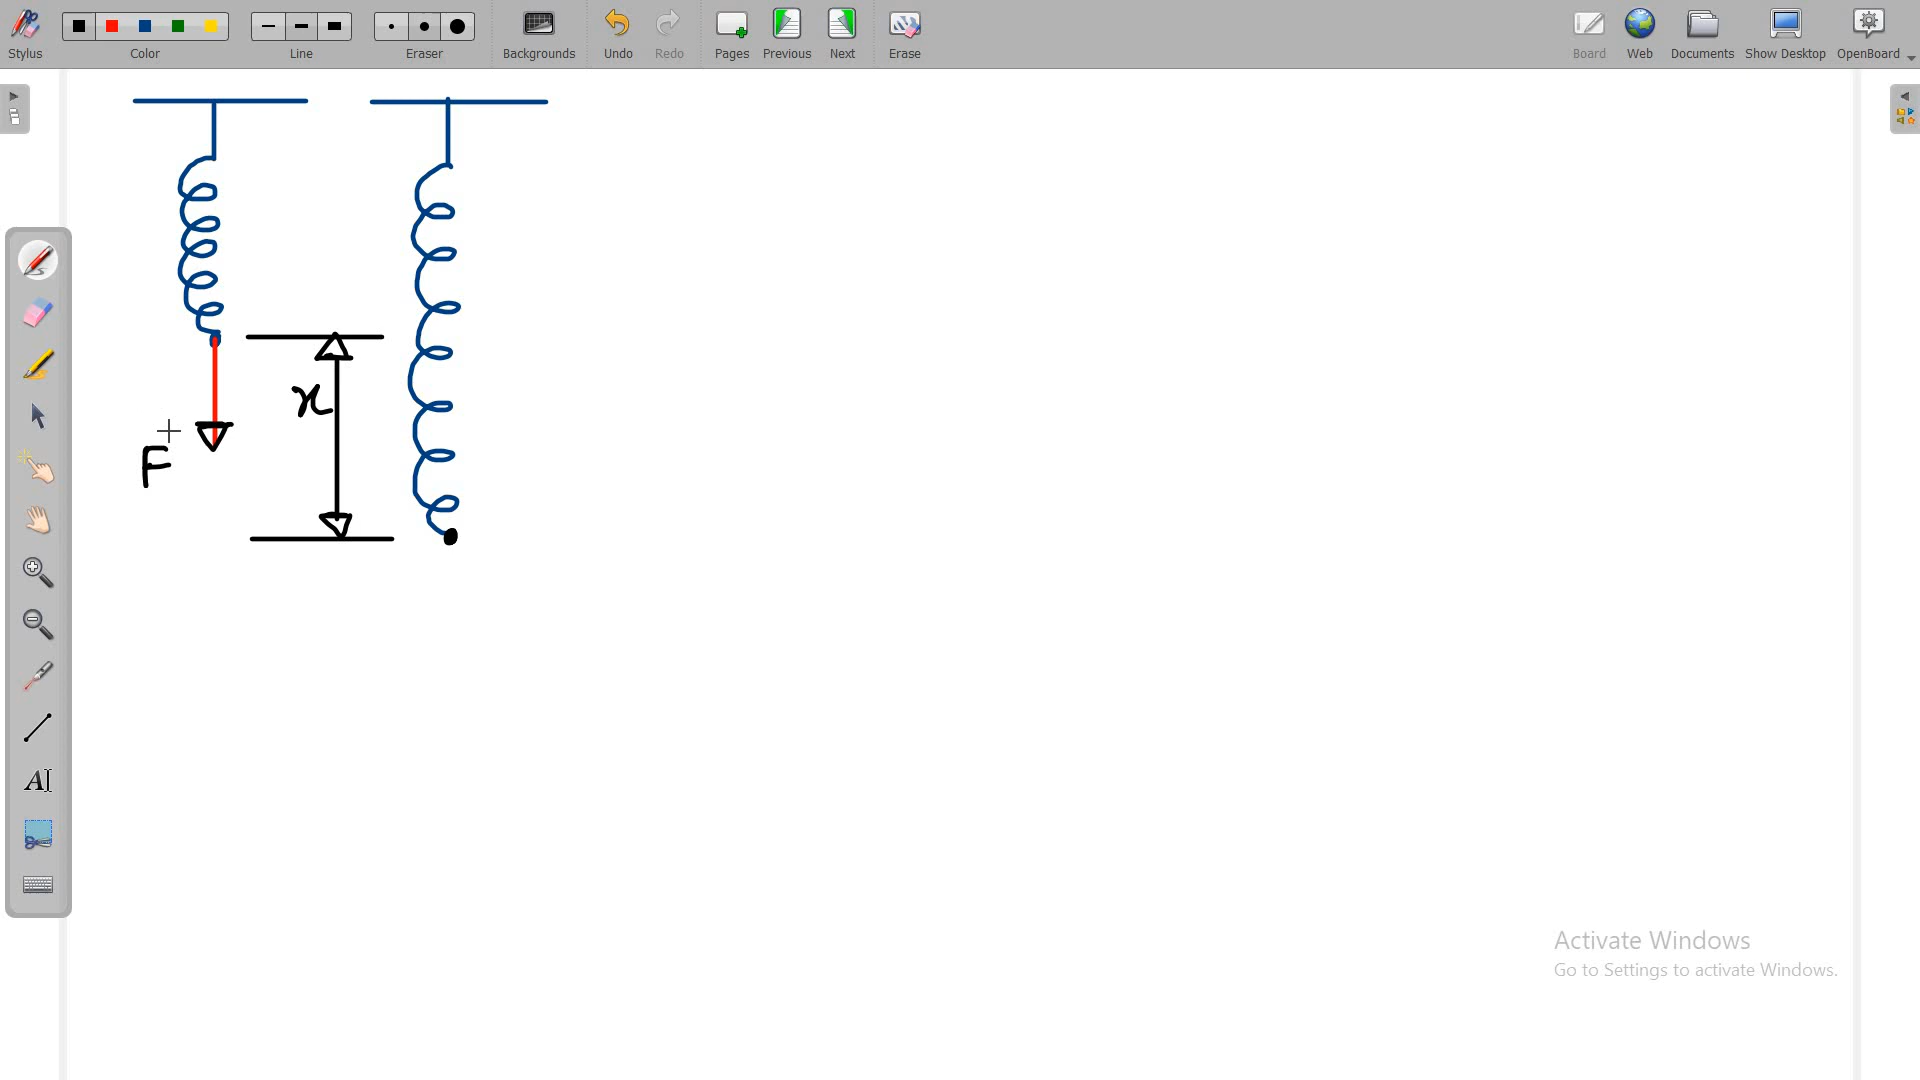 Stylus
Color
Line
Eraser
Backgrounds
Undo
Redo
Pages
Previous
Next
Erase
Board
Web
Documents
Show Desktop
OpenBoard
x
F
AI
Activate Windows
Go to Settings to activate Windows.